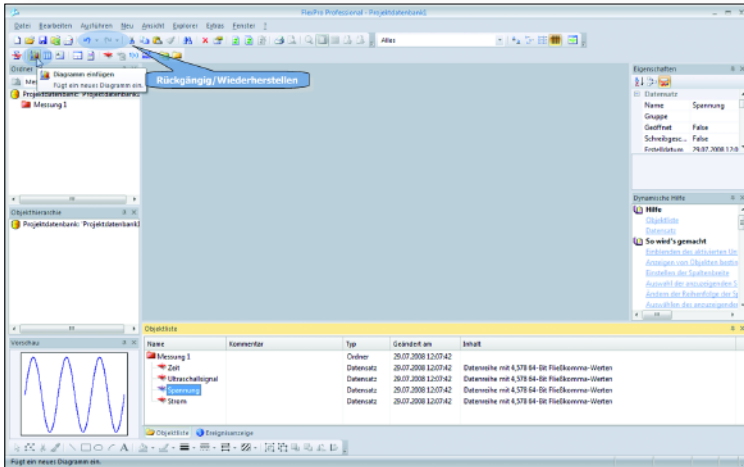 FlexPro Professional - Projektdatenbank1
Datei Bearbeiten Ausführen Neu Ansicht Explorer Extras Fenster ?
Alles
Ordner
Diagramm einfügen
Fügt ein neues Diagramm ein.
Rückgängig/Wiederherstellen
Projektdatenbank: 'Projektdatenbank
Messung 1
Eigenschaften
Datensatz
Name Spannung
Gruppe
Geöffnet False
Schreibgesc... False
Erstelldatum 29.07.2008 12:0
Objekthierarchie
Projektdatenbank: 'Projektdatenbank1
Dynamische Hilfe
Hilfe
Objektliste
Datensatz
So wird's gemacht
Einblenden des aktivierten Un
Anzeigen von Objekten bestim
Einstellen der Spaltenbreite
Auswahl der anzuzeigenden S
Ändern der Reihenfolge der Sp
Auswählen des anzuzeigenden
Vorschau
Objektliste
Name Kommentar Typ Geändert am Inhalt
Messung 1 Ordner 29.07.2008 12:07:42
Zeit Datensatz 29.07.2008 12:07:42 Datenreihe mit 4,578 64-Bit Fließkomma-Werten
Ultraschallsignal Datensatz 29.07.2008 12:07:42 Datenreihe mit 4,578 64-Bit Fließkomma-Werten
Spannung Datensatz 29.07.2008 12:07:42 Datenreihe mit 4,578 64-Bit Fließkomma-Werten
Strom Datensatz 29.07.2008 12:07:42 Datenreihe mit 4,578 64-Bit Fließkomma-Werten
Objektliste Ereignisanzeige
Fügt ein neues Diagramm ein.